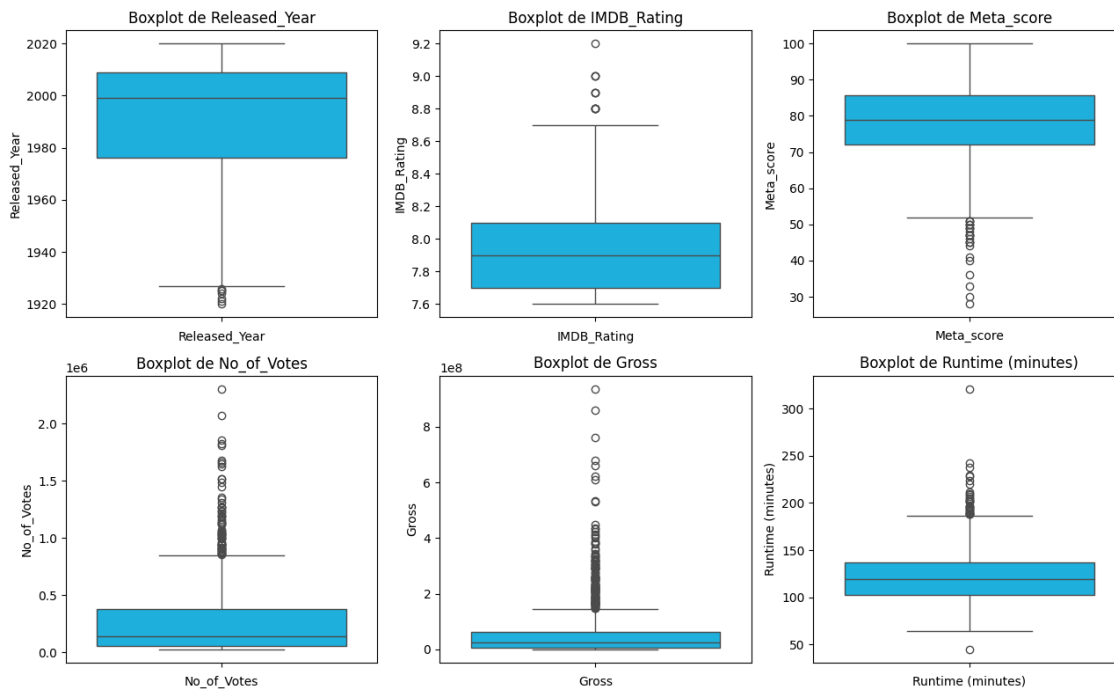 Boxplot de Released_Year
2020
2000
1980
1960
1940
1920
Released_Year
Released_Year
Boxplot de IMDB_Rating
9.2
9.0
8.8
8.6
8.4
8.2
8.0
7.8
7.6
IMDB_Rating
IMDB_Rating
Boxplot de Meta_score
100
90
80
70
60
50
40
30
Meta_score
Meta_score
Boxplot de No_of_Votes
1e6
2.0
1.5
1.0
0.5
0.0
No_of_Votes
No_of_Votes
Boxplot de Gross
1e8
8
6
4
2
0
Gross
Gross
Boxplot de Runtime (minutes)
300
250
200
150
100
50
Runtime (minutes)
Runtime (minutes)